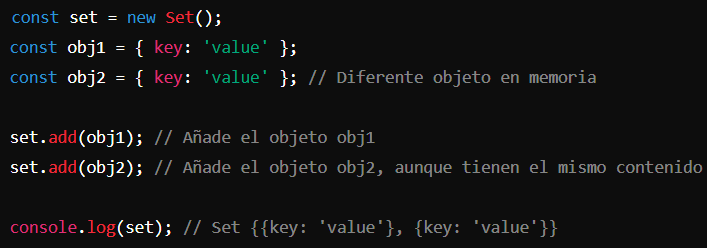 const set = new Set();
const obj1 = { key: 'value' };
const obj2 = { key: 'value' }; // Diferente objeto en memoria
set.add(obj1); // Añade el objeto obj1
set.add(obj2); // Añade el objeto obj2, aunque tienen el mismo contenido
console.log(set); // Set {{key: 'value'}, {key: 'value'}}